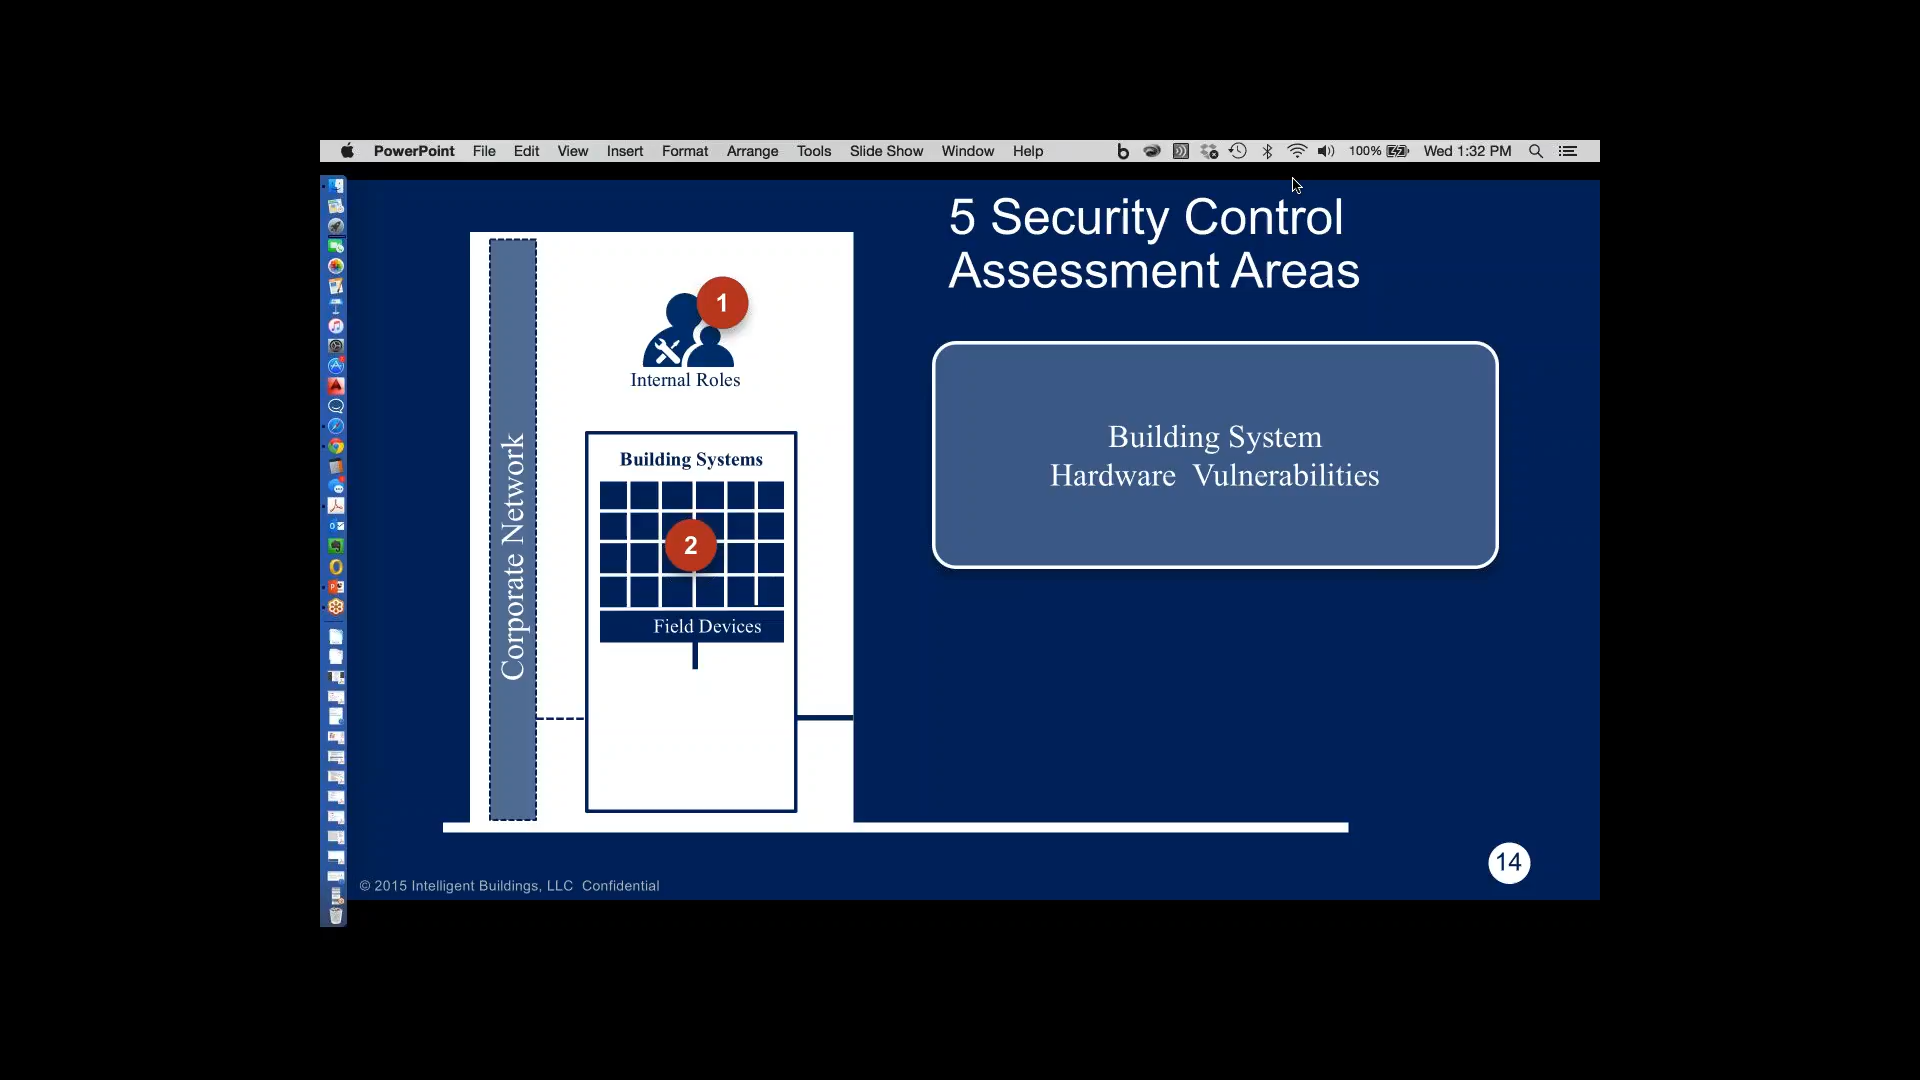 PowerPoint File Edit View Insert Format Arrange Tools Slide Show Window Help 100% Wed 1:32 PM
5 Security Control
Assessment Areas
1
Internal Roles
Corporate Network
Building Systems
2
Field Devices
Building System
Hardware Vulnerabilities
14
© 2015 Intelligent Buildings, LLC Confidential